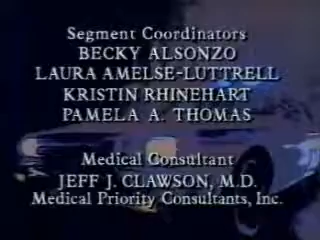 Segment Coordinators
BECKY ALSONZO
LAURA AMELSE-LUTTRELL
KRISTIN RHINEHART
PAMELA A. THOMAS
Medical Consultant
JEFF J. CLAWSON, M.D.
Medical Priority Consultants, Inc.